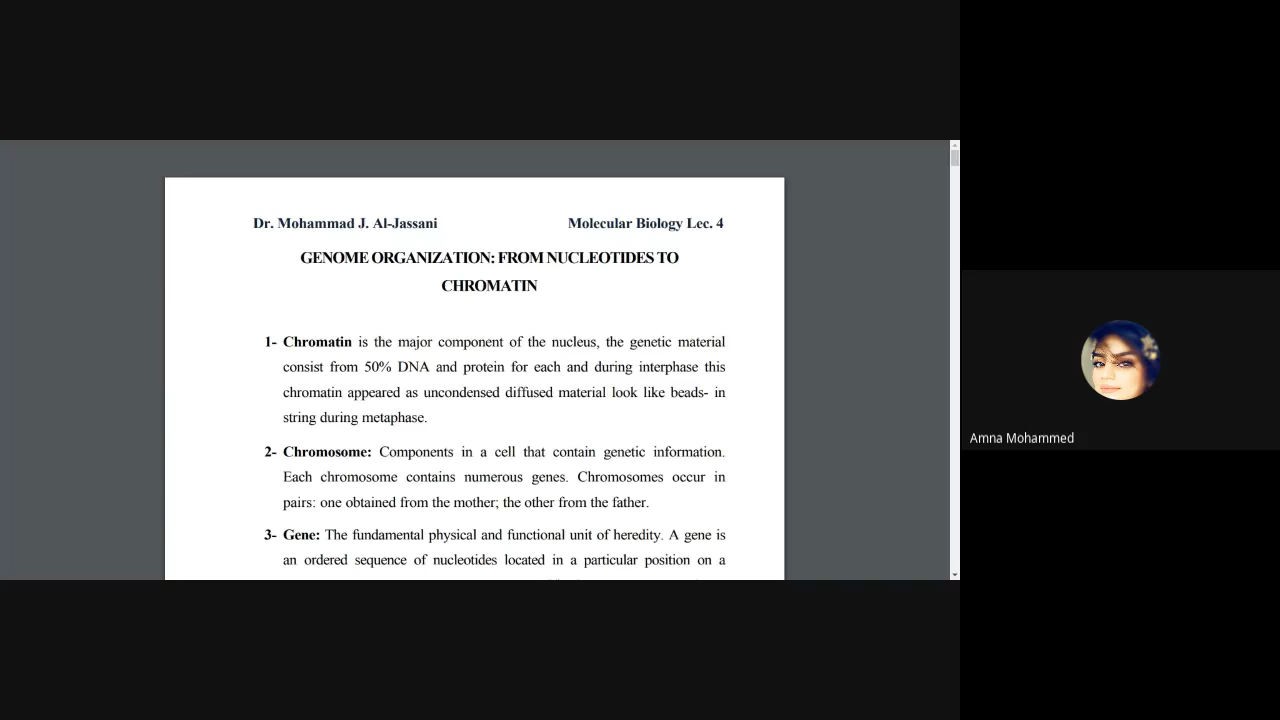 Dr. Mohammad J. Al-Jassani Molecular Biology Lec. 4
GENOME ORGANIZATION: FROM NUCLEOTIDES TO
CHROMATIN
1- Chromatin is the major component of the nucleus, the genetic material
consist from 50% DNA and protein for each and during interphase this
chromatin appeared as uncondensed diffused material look like beads- in
string during metaphase.
2- Chromosome: Components in a cell that contain genetic information.
Each chromosome contains numerous genes. Chromosomes occur in
pairs: one obtained from the mother; the other from the father.
3- Gene: The fundamental physical and functional unit of heredity. A gene is
an ordered sequence of nucleotides located in a particular position on a
Amna Mohammed